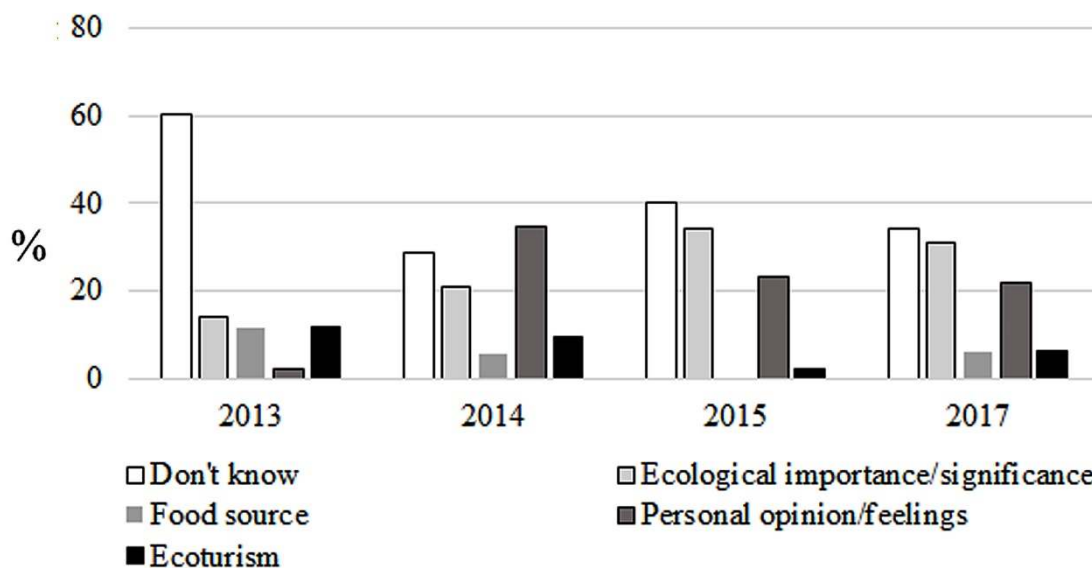 80
60
40
%
20
0
2013 2014 2015 2017
Don't know Ecological importance/significance
Food source Personal opinion/feelings
Ecoturism